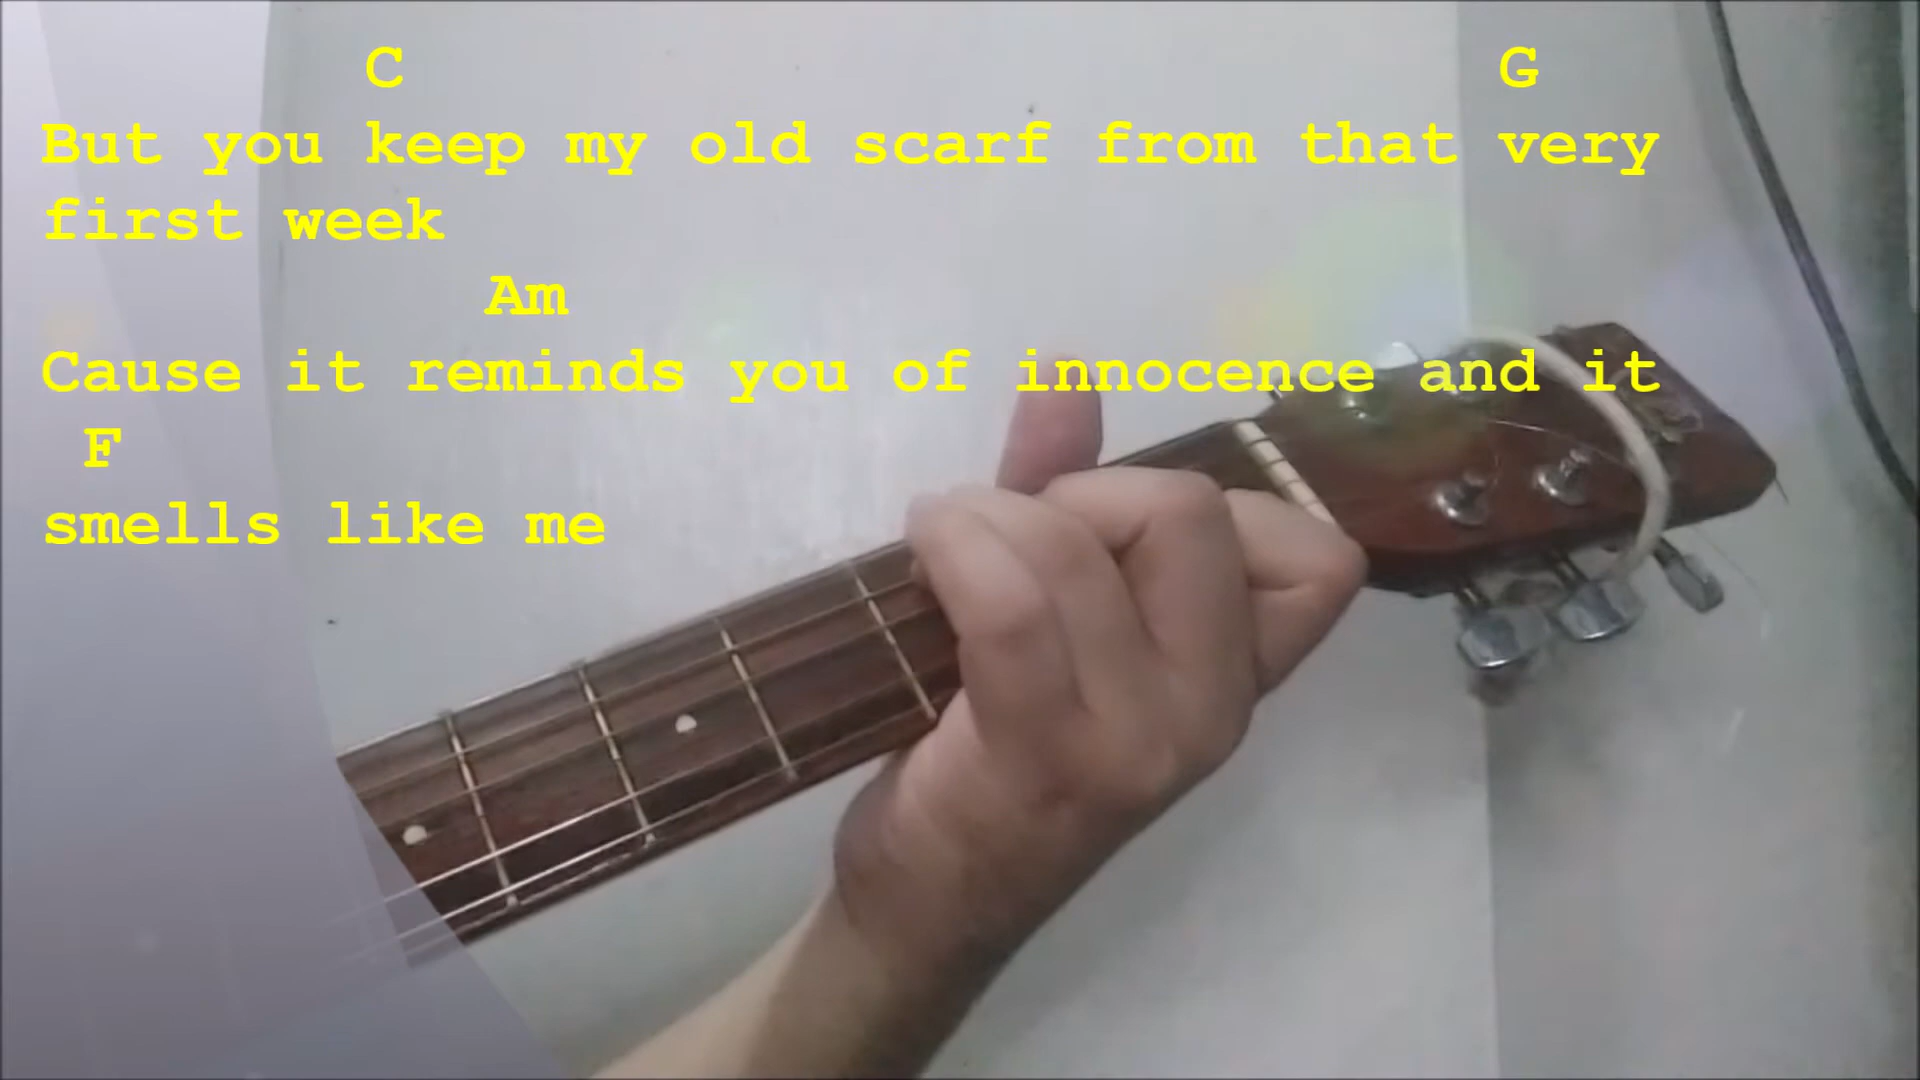 C G
But you keep my old scarf from that very
first week
Am
Cause it reminds you of innocence and it
F
smells like me